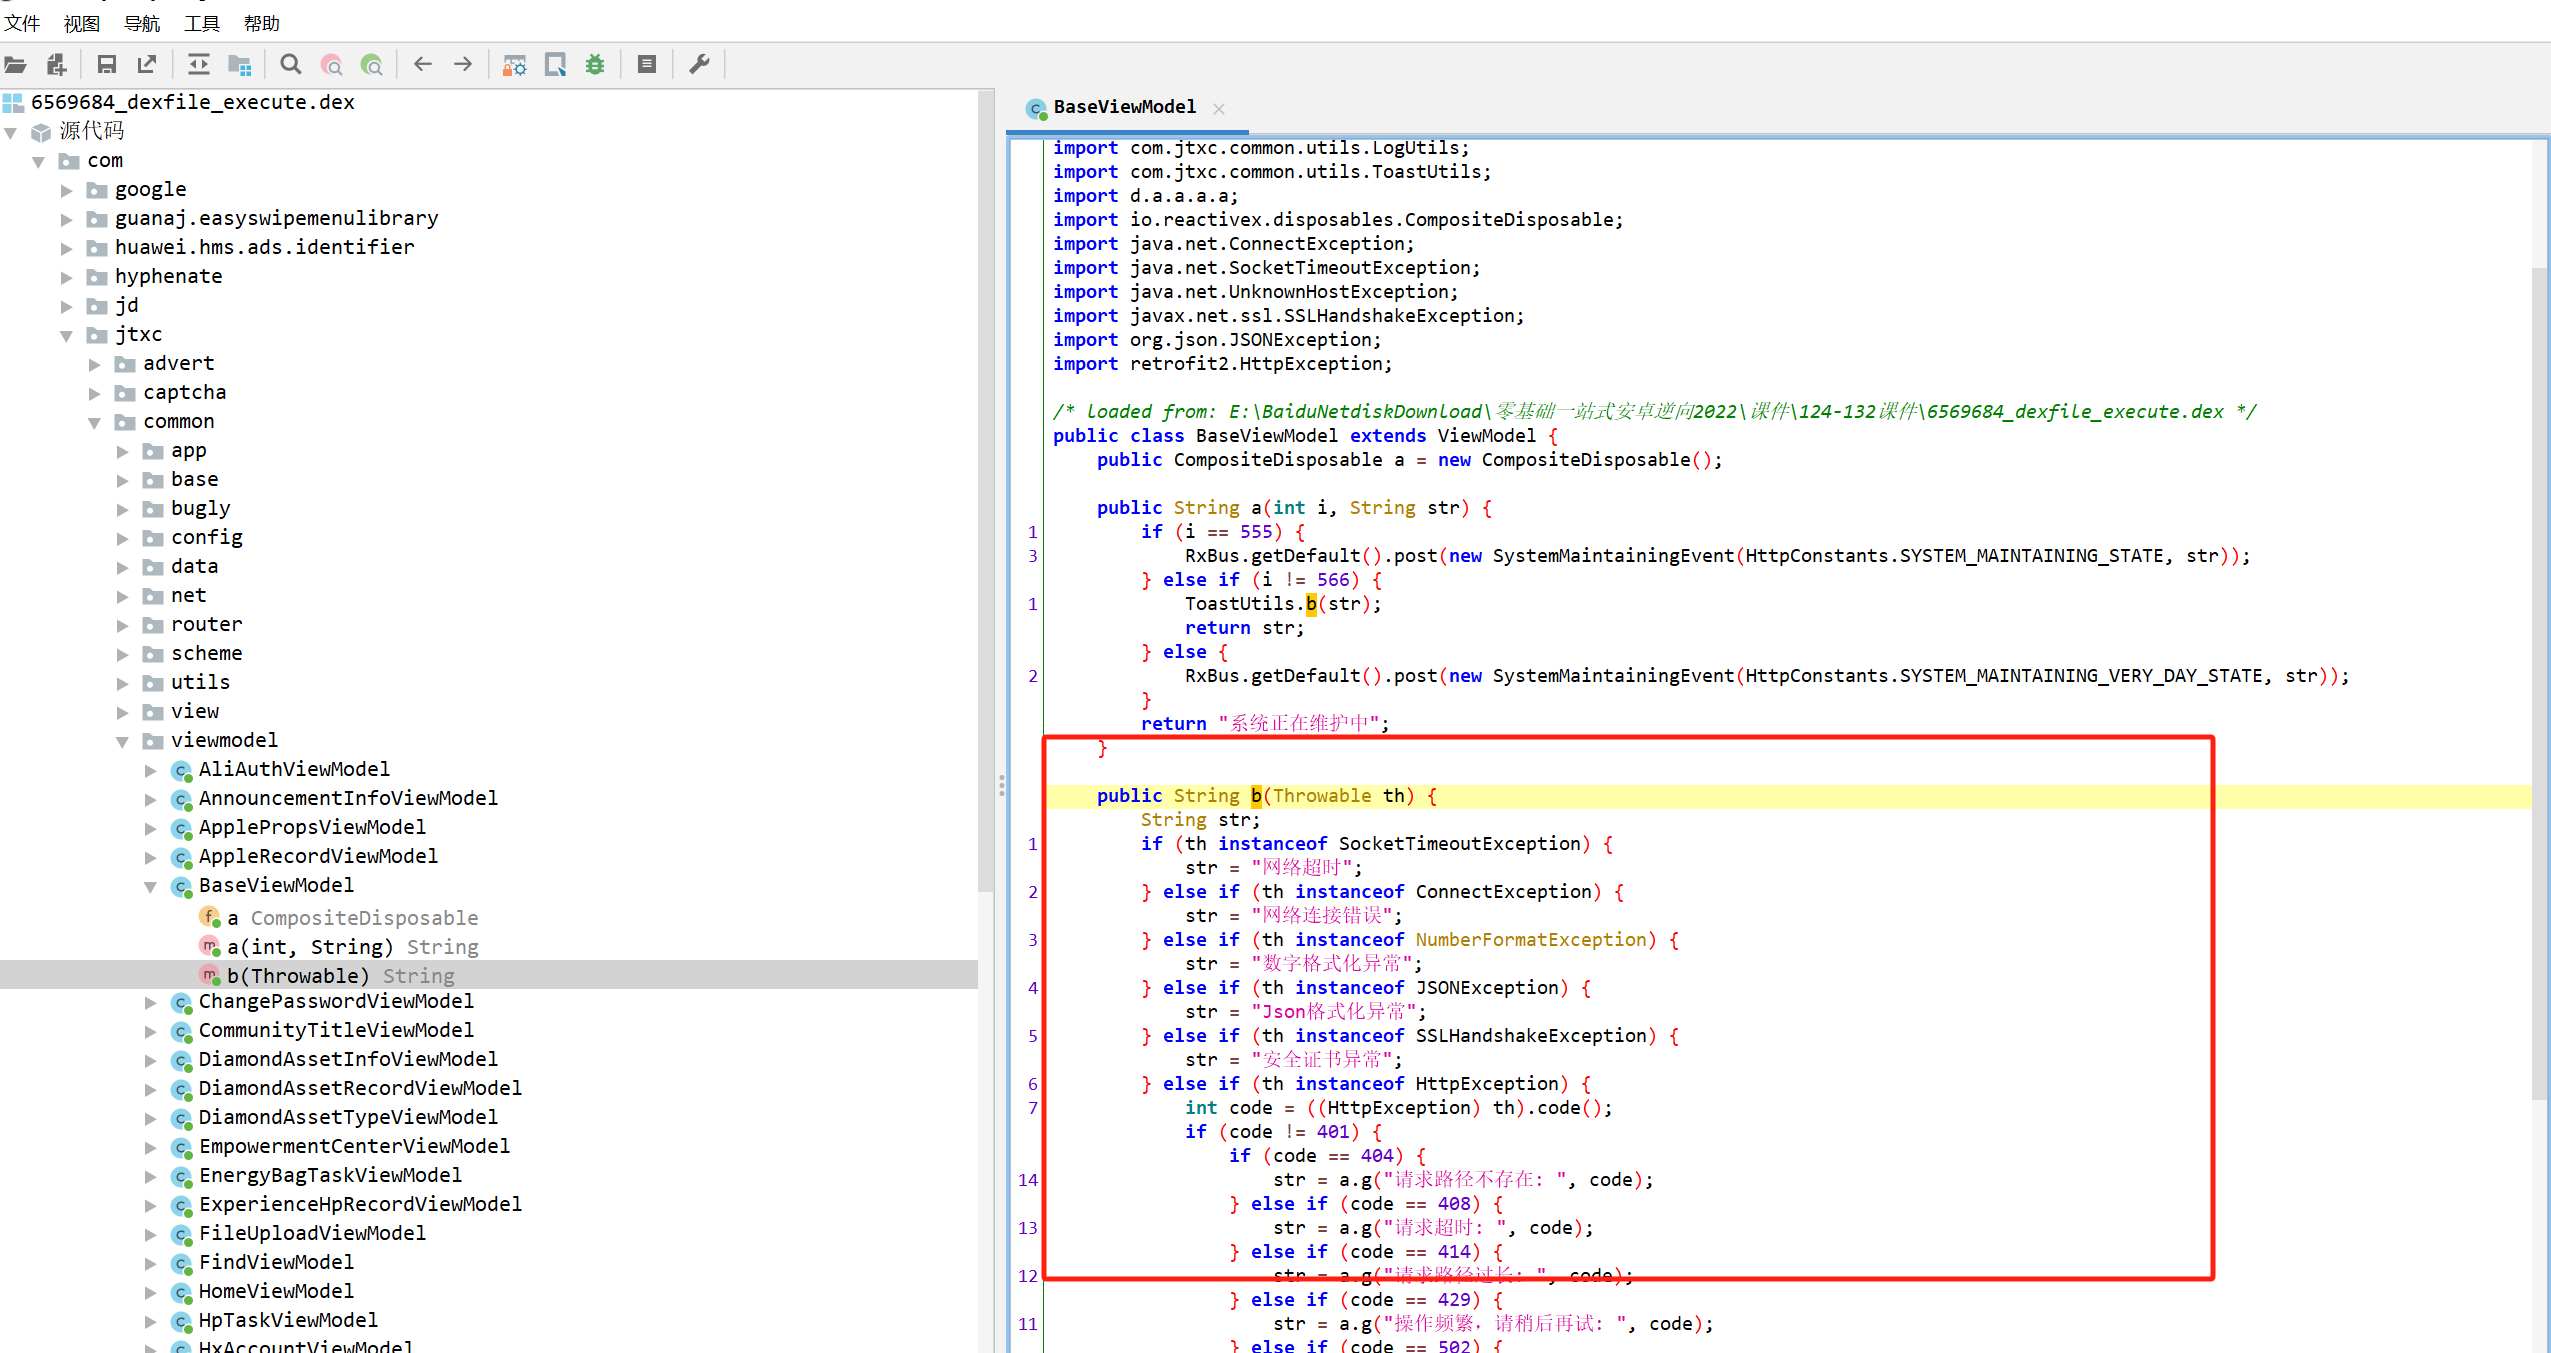 文件 视图 导航 工具 帮助
6569684_dexfile_execute.dex
源代码
com
google
guanaj.easyswipemenulibrary
huawei.hms.ads.identifier
hyphenate
jd
jtxc
advert
captcha
common
app
base
bugly
config
data
net
router
scheme
utils
view
viewmodel
AliAuthViewModel
AnnouncementInfoViewModel
ApplePropsViewModel
AppleRecordViewModel
BaseViewModel
a CompositeDisposable
a(int, String) String
b(Throwable) String
ChangePasswordViewModel
CommunityTitleViewModel
DiamondAssetInfoViewModel
DiamondAssetRecordViewModel
DiamondAssetTypeViewModel
EmpowermentCenterViewModel
EnergyBagTaskViewModel
ExperienceHpRecordViewModel
FileUploadViewModel
FindViewModel
HomeViewModel
HpTaskViewModel
HxAccountViewModel
BaseViewModel
import com.jtxc.common.utils.LogUtils;
import com.jtxc.common.utils.ToastUtils;
import d.a.a.a.a;
import io.reactivex.disposables.CompositeDisposable;
import java.net.ConnectException;
import java.net.SocketTimeoutException;
import java.net.UnknownHostException;
import javax.net.ssl.SSLHandshakeException;
import org.json.JSONException;
import retrofit2.HttpException;
/* loaded from: E:\BaiduNetdiskDownload\零基础一站式安卓逆向2022\课件\124-132课件\6569684_dexfile_execute.dex */
public class BaseViewModel extends ViewModel {
public CompositeDisposable a = new CompositeDisposable();
public String a(int i, String str) {
1 if (i == 555) {
3 RxBus.getDefault().post(new SystemMaintainingEvent(HttpConstants.SYSTEM_MAINTAINING_STATE, str));
} else if (i != 566) {
1 ToastUtils.b(str);
return str;
} else {
2 RxBus.getDefault().post(new SystemMaintainingEvent(HttpConstants.SYSTEM_MAINTAINING_VERY_DAY_STATE, str));
}
return "系统正在维护中";
}
public String b(Throwable th) {
String str;
1 if (th instanceof SocketTimeoutException) {
str = "网络超时";
2 } else if (th instanceof ConnectException) {
str = "网络连接错误";
3 } else if (th instanceof NumberFormatException) {
str = "数字格式化异常";
4 } else if (th instanceof JSONException) {
str = "Json格式化异常";
5 } else if (th instanceof SSLHandshakeException) {
str = "安全证书异常";
6 } else if (th instanceof HttpException) {
7 int code = ((HttpException) th).code();
if (code != 401) {
if (code == 404) {
14 str = a.g("请求路径不存在: ", code);
} else if (code == 408) {
13 str = a.g("请求超时: ", code);
} else if (code == 414) {
12 str = a.g("请求路径过长: ", code);
} else if (code == 429) {
11 str = a.g("操作频繁，请稍后再试: ", code);
} else if (code == 502) {